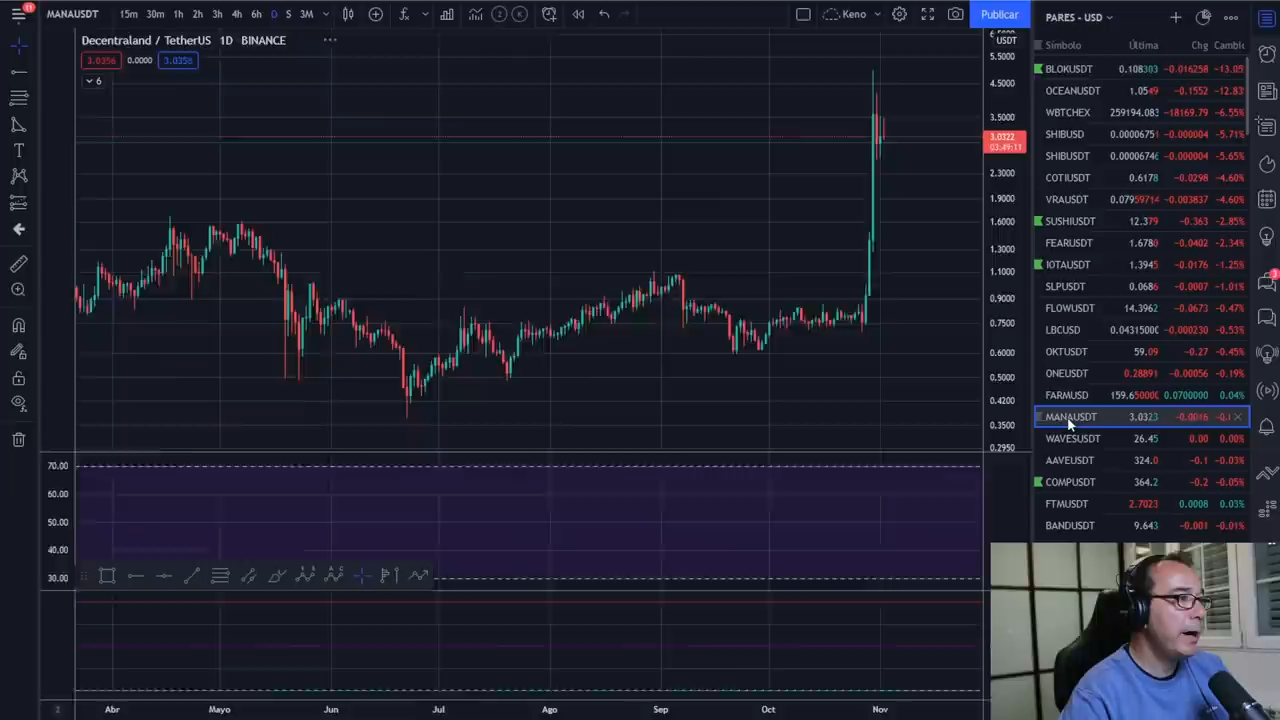 11
MANAUSDT 15m 30m 1h 2h 3h 4h 6h D S 3M 2 K Keno Publicar
Decentraland / TetherUS 1D BINANCE
3.0356 0.0000 3.0356
6
USDT
5.5000
4.5000
3.5000
3.0322
03:49:11
2.3000
1.9000
1.6000
1.3000
1.1000
0.9000
0.7500
0.6000
0.5000
0.4200
0.3500
0.2950
70.00
60.00
50.00
40.00
30.00
Abr Mayo Jun Jul Ago Sep Oct Nov
PARES - USD
Símbolo Última Chg Cambio
BLOKUSDT 0.108303 -0.016258 -13.05
OCEANUSDT 1.0549 -0.1552 -12.83
WBTCHEX 259194.083 -18169.79 -6.55%
SHIBUSD 0.0000675 -0.000004 -5.71%
SHIBUSDT 0.0000674 -0.000004 -5.65%
COTIUSDT 0.6178 -0.0298 -4.60%
VRAUSDT 0.07959714 -0.003837 -4.60%
SUSHIUSDT 12.379 -0.363 -2.85%
FEARUSDT 1.6780 -0.0402 -2.34%
IOTAUSDT 1.3945 -0.0176 -1.25%
SLPUSDT 0.0686 -0.0007 -1.01%
FLOWUSDT 14.3962 -0.0673 -0.47%
LBCUSD 0.04315000 -0.000230 -0.53%
OKTUSDT 59.09 -0.27 -0.45%
ONEUSDT 0.28891 -0.00056 -0.19%
FARMUSD 159.65000 0.0700000 0.04%
MANAUSDT 3.0323 -0.0016 -0.1
WAVESUSDT 26.45 0.00 0.00%
AAVEUSDT 324.0 -0.1 -0.03%
COMPUSDT 364.2 -0.2 -0.05%
FTMUSDT 2.7023 0.0008 0.03%
BANDUSDT 9.643 -0.001 -0.01%